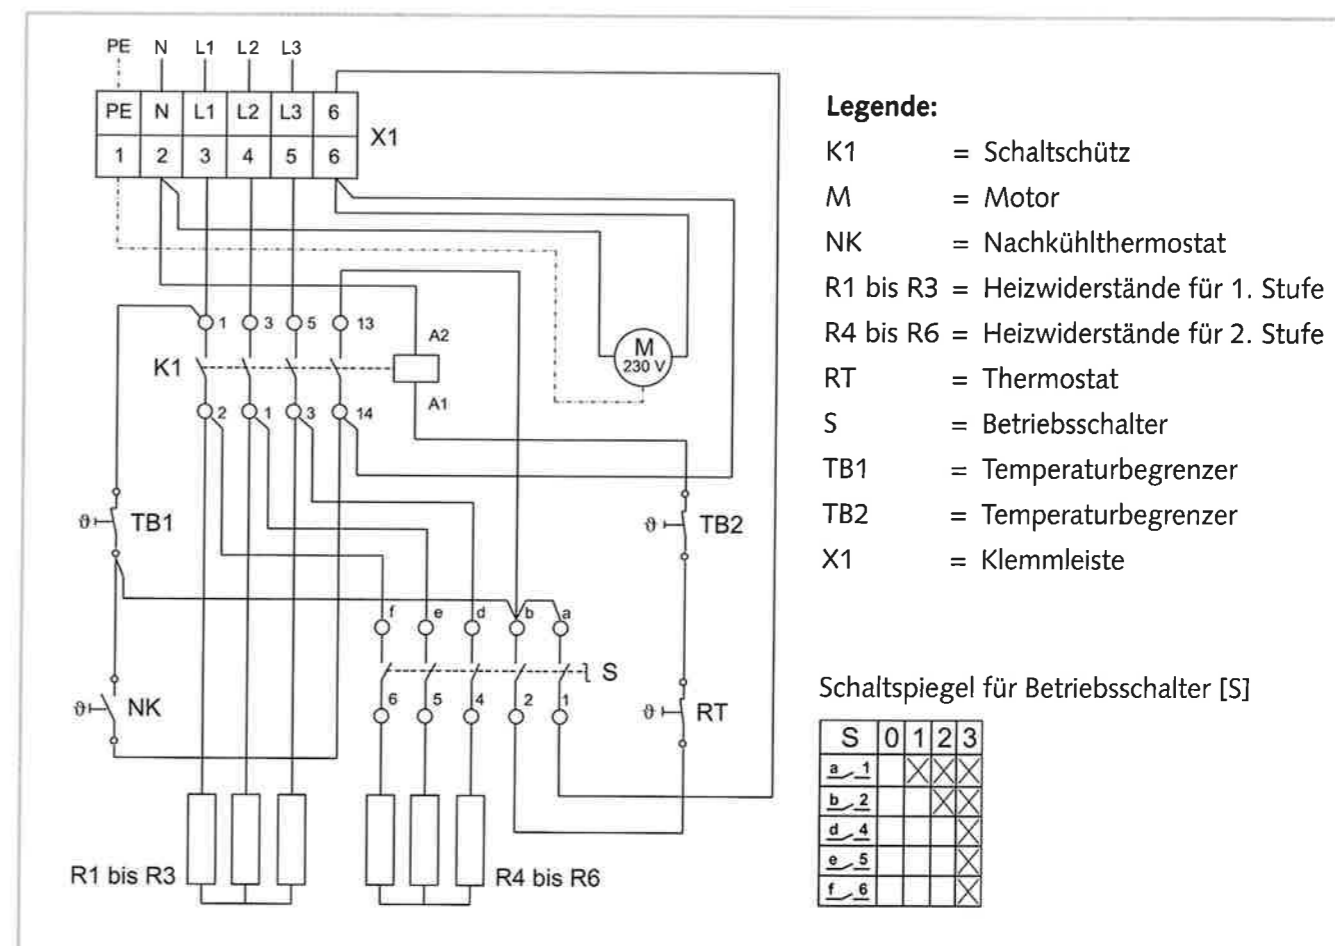 PE N L1 L2 L3
PE N L1 L2 L3 6
1 2 3 4 5 6
X1
1 3 5 13
A2
K1
M
230 V
2 1 3 14
A1
ϑ TB1
ϑ TB2
f e d b a
S
6 5 4 2 1
ϑ NK
ϑ RT
R1 bis R3
R4 bis R6
Legende:
K1 = Schaltschütz
M = Motor
NK = Nachkühlthermostat
R1 bis R3 = Heizwiderstände für 1. Stufe
R4 bis R6 = Heizwiderstände für 2. Stufe
RT = Thermostat
S = Betriebsschalter
TB1 = Temperaturbegrenzer
TB2 = Temperaturbegrenzer
X1 = Klemmleiste
Schaltspiegel für Betriebsschalter [S]
S 0 1 2 3
a 1
b 2
d 4
e 5
f 6